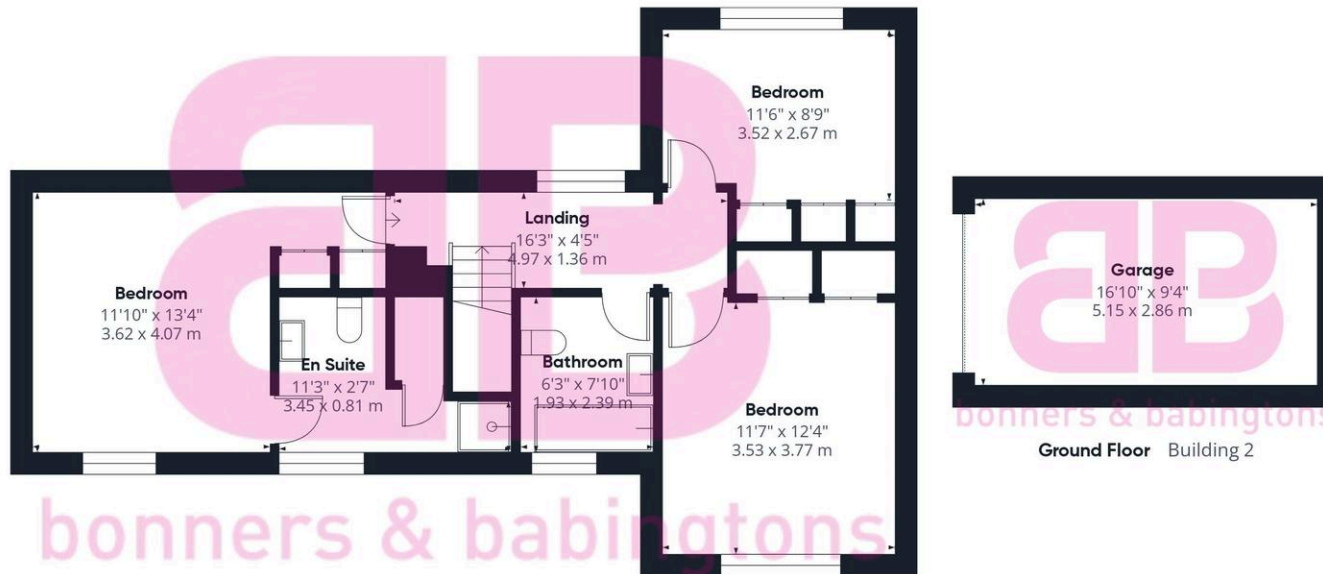 Bedroom
11'6" x 8'9"
3.52 x 2.67 m
Landing
16'3" x 4'5"
4.97 x 1.36 m
Bedroom
11'10" x 13'4"
3.62 x 4.07 m
En Suite
11'3" x 2'7"
3.45 x 0.81 m
Bathroom
6'3" x 7'10"
1.93 x 2.39 m
Bedroom
11'7" x 12'4"
3.53 x 3.77 m
bonners & babingtons
Garage
16'10" x 9'4"
5.15 x 2.86 m
bonners & babingtons
Ground Floor Building 2